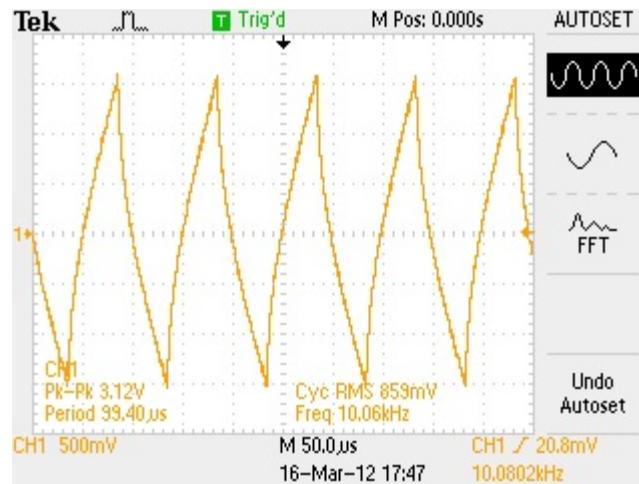 Tek T Trig'd M Pos: 0.000s AUTOSET
1
FFT
CH1
Pk-Pk 3.12V Cyc RMS 859mV
Period 99.40µs Freq 10.06kHz
Undo
Autoset
CH1 500mV M 50.0µs CH1 20.8mV
16-Mar-12 17:47 10.0802kHz